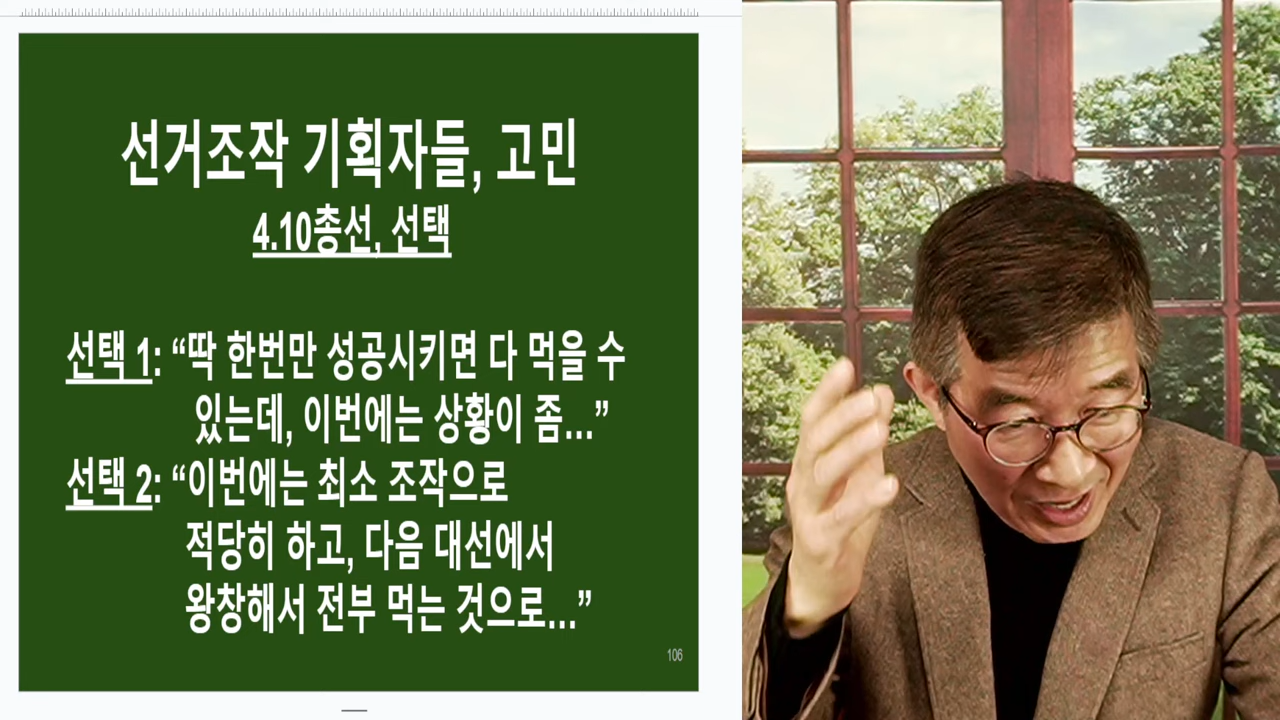 선거조작 기획자들, 고민
4.10총선, 선택
선택 1: “딱 한번만 성공시키면 다 먹을 수
있는데, 이번에는 상황이 좀...”
선택 2: “이번에는 최소 조작으로
적당히 하고, 다음 대선에서
왕창해서 전부 먹는 것으로...”
106